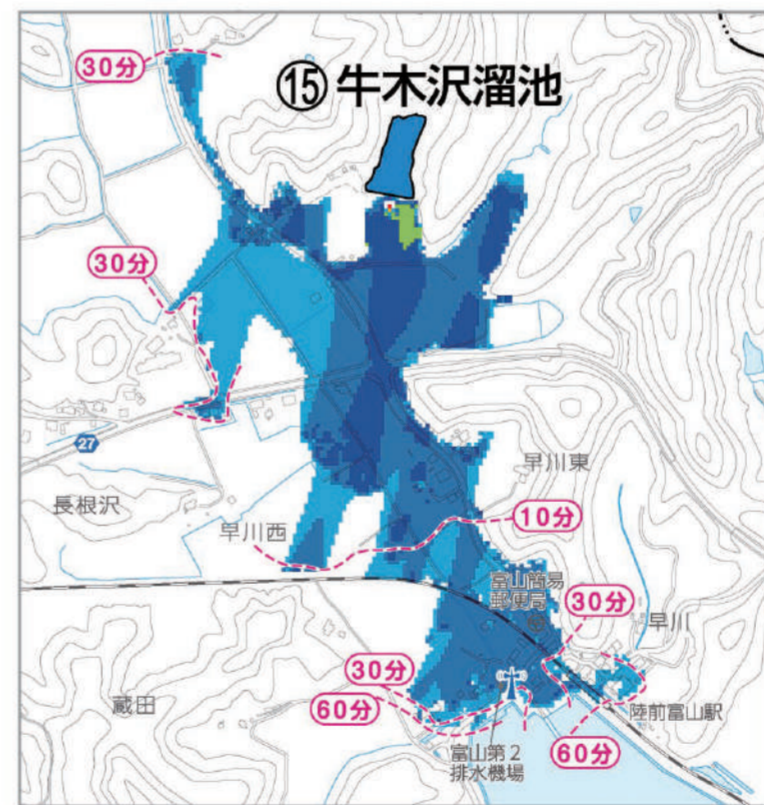 30分
⑮ 牛木沢溜池
30分
27
早川東
長根沢
10分
早川西
富山簡易
郵便局
30分
早川
30分
蔵田
60分
陸前富山駅
60分
富山第2
排水機場